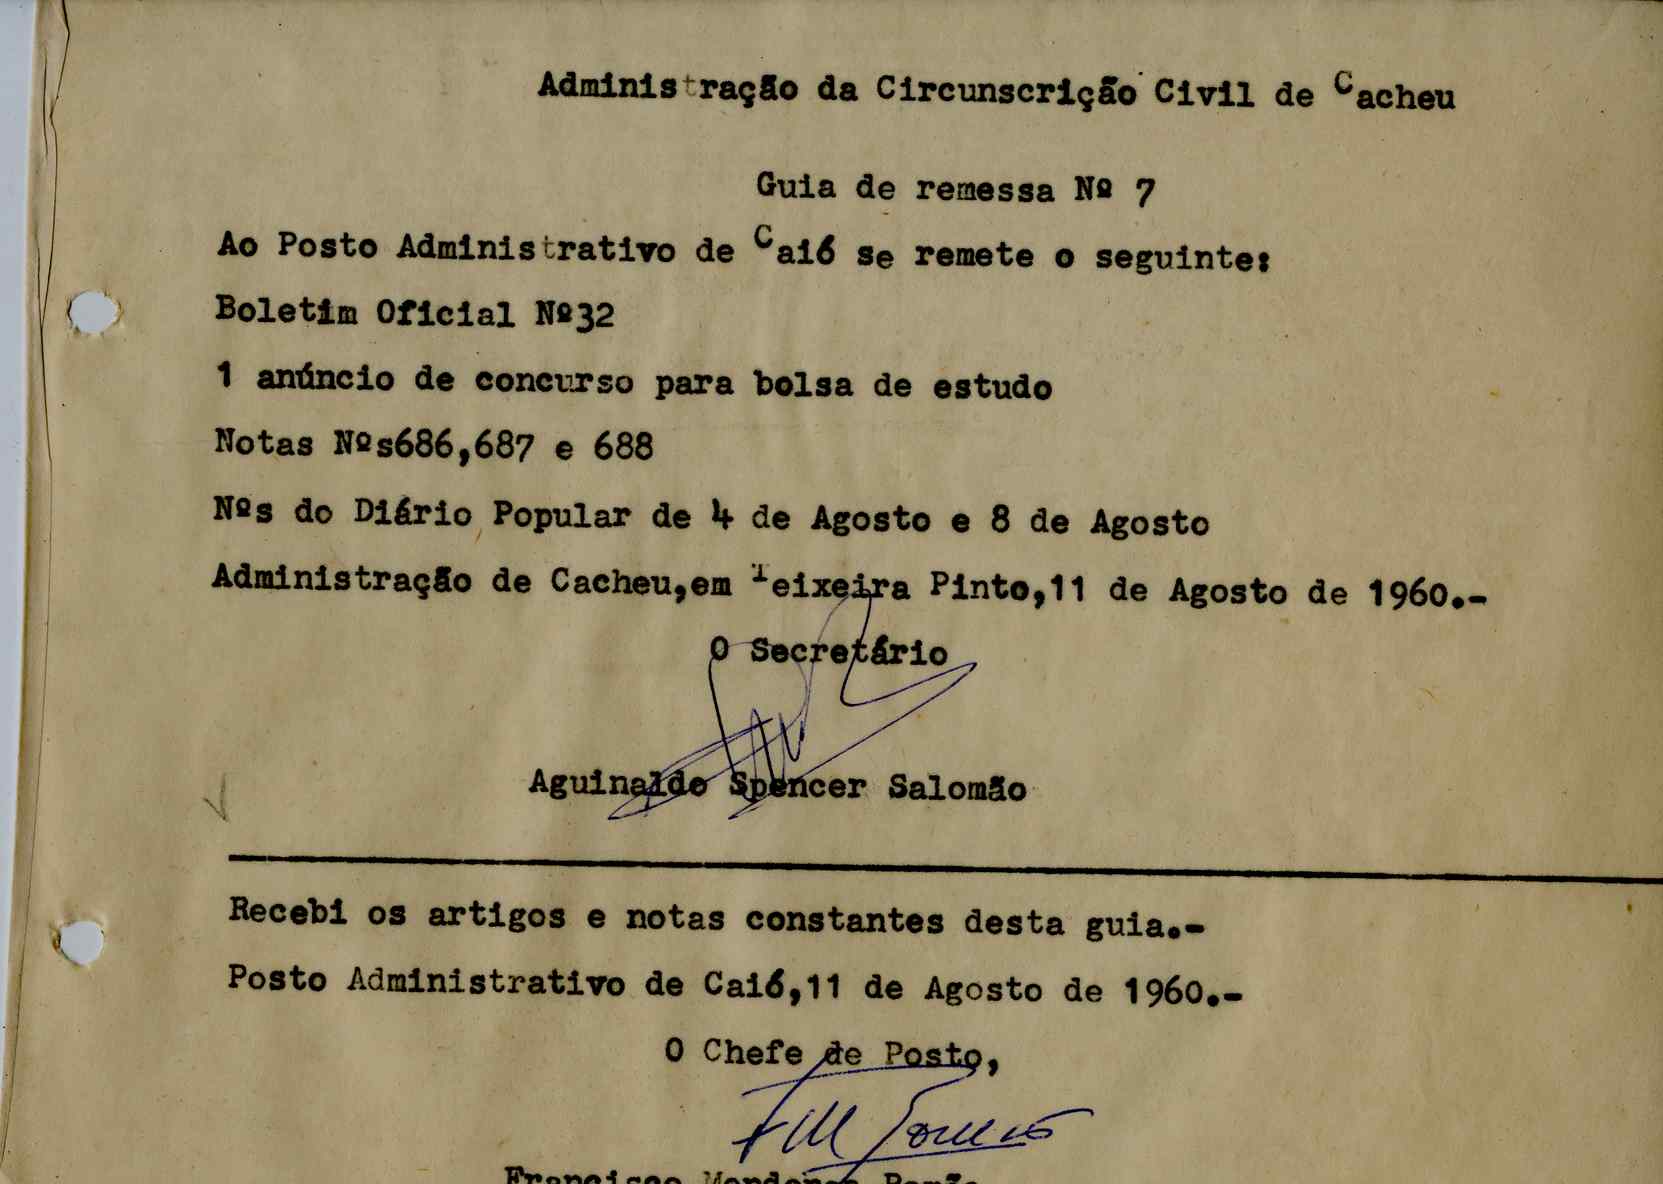 Administração da Circunscrição Civil de Cacheu
Guia de remessa Nº 7
Ao Posto Administrativo de Caió se remete o seguinte:
Boletim Oficial Nº32
1 anúncio de concurso para bolsa de estudo
Notas Nºs686,687 e 688
Nºs do Diário Popular de 4 de Agosto e 8 de Agosto
Administração de Cacheu,em Teixeira Pinto,11 de Agosto de 1960.-
O Secretário
Aguinaldo Spencer Salomão
Recebi os artigos e notas constantes desta guia.-
Posto Administrativo de Caió,11 de Agosto de 1960.-
O Chefe de Posto,
Francisco